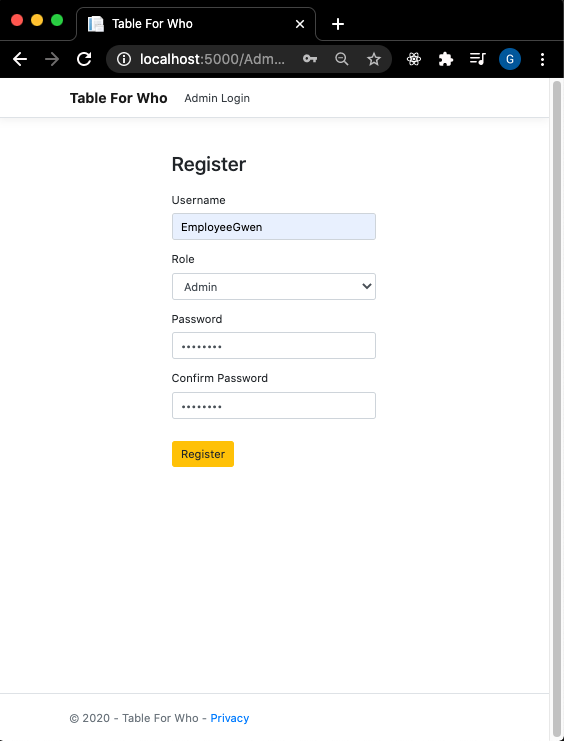 Table For Who
localhost:5000/Adm...
G
Table For Who Admin Login
Register
Username
EmployeeGwen
Role
Admin
Password
••••••••
Confirm Password
••••••••
Register
© 2020 - Table For Who - Privacy